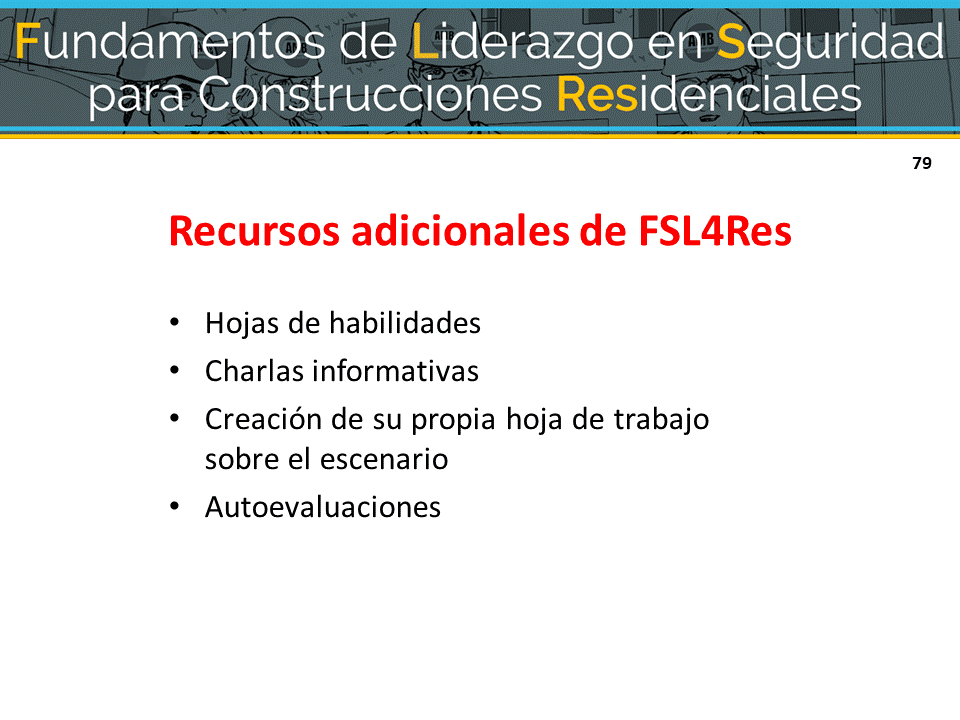 Fundamentos de Liderazgo en Seguridad
para Construcciones Residenciales
79
Recursos adicionales de FSL4Res
• Hojas de habilidades
• Charlas informativas
• Creación de su propia hoja de trabajo
sobre el escenario
• Autoevaluaciones